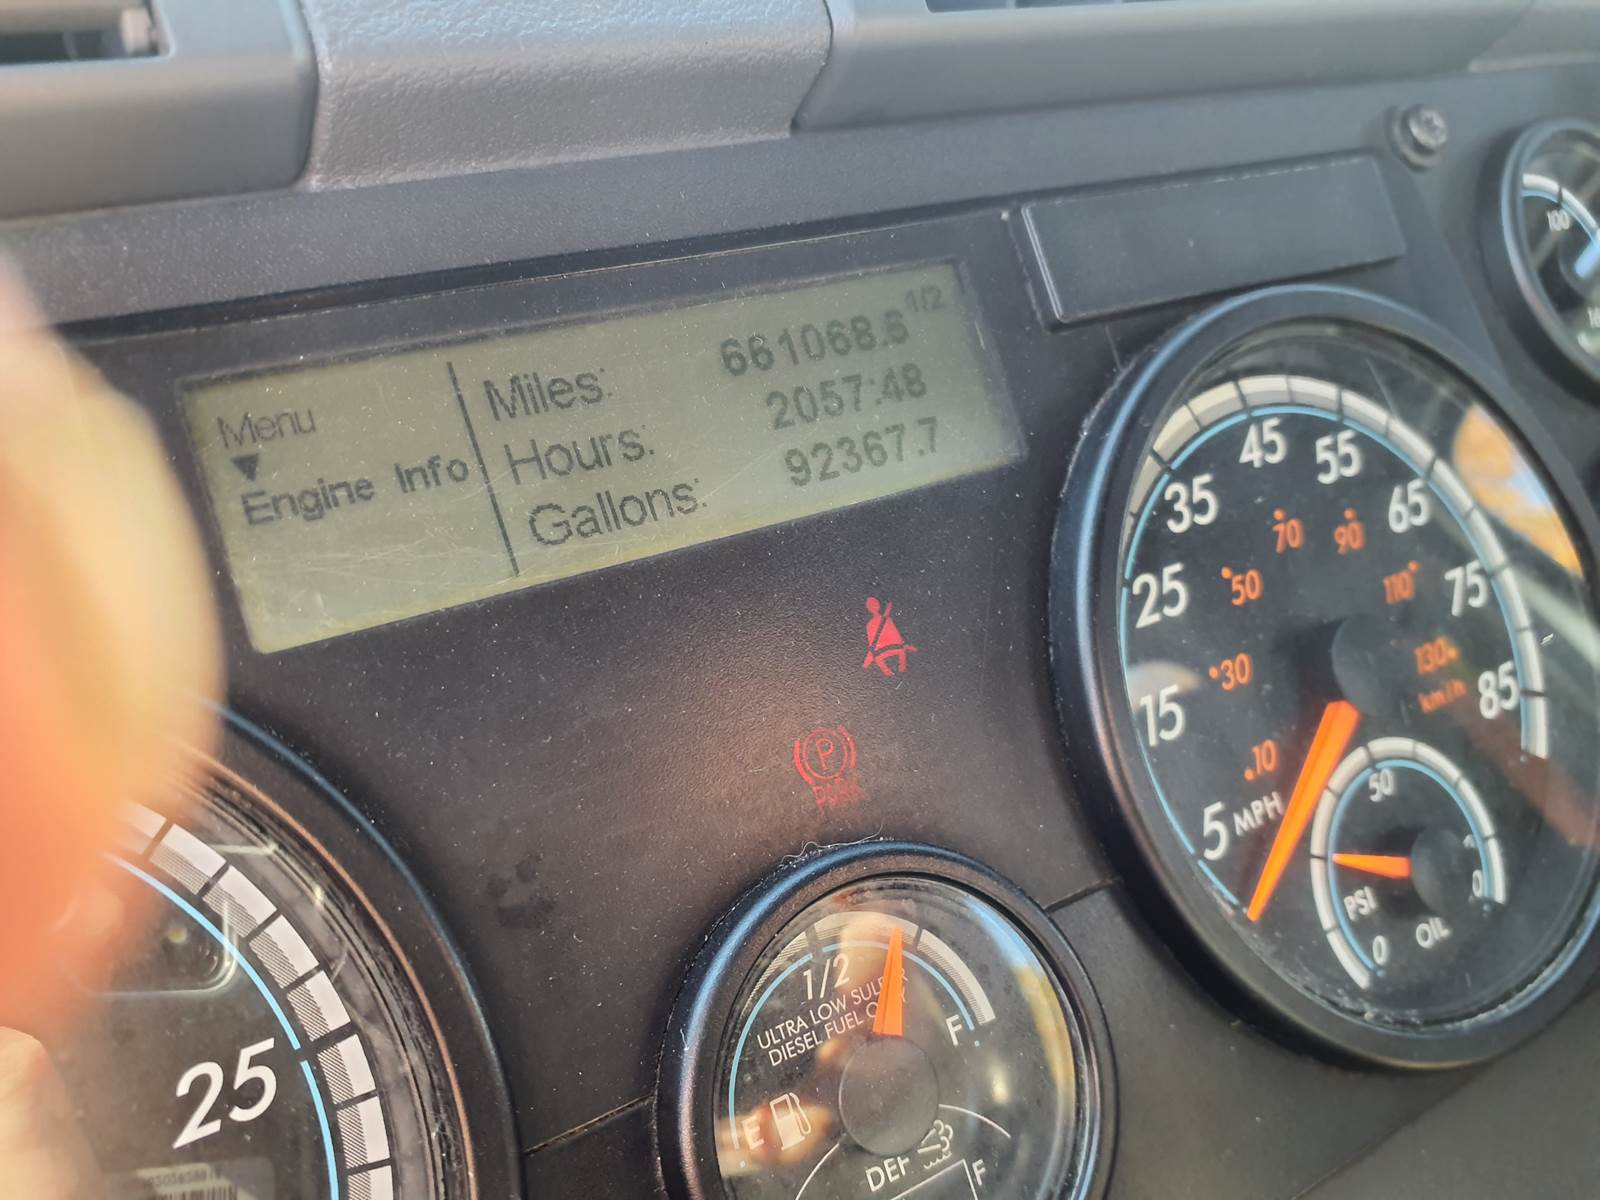 1/2
Menu
Engine Info
Miles: 661068.6
Hours: 2057:48
Gallons: 92367.7
100
5 15 25 35 45 55 65 75 85
MPH
10 30 50 70 90 110 130
km/h
50
0
PSI
OIL
P
PARK
25
1/2
ULTRA LOW
DIESEL FUEL
E
F
DEF
F